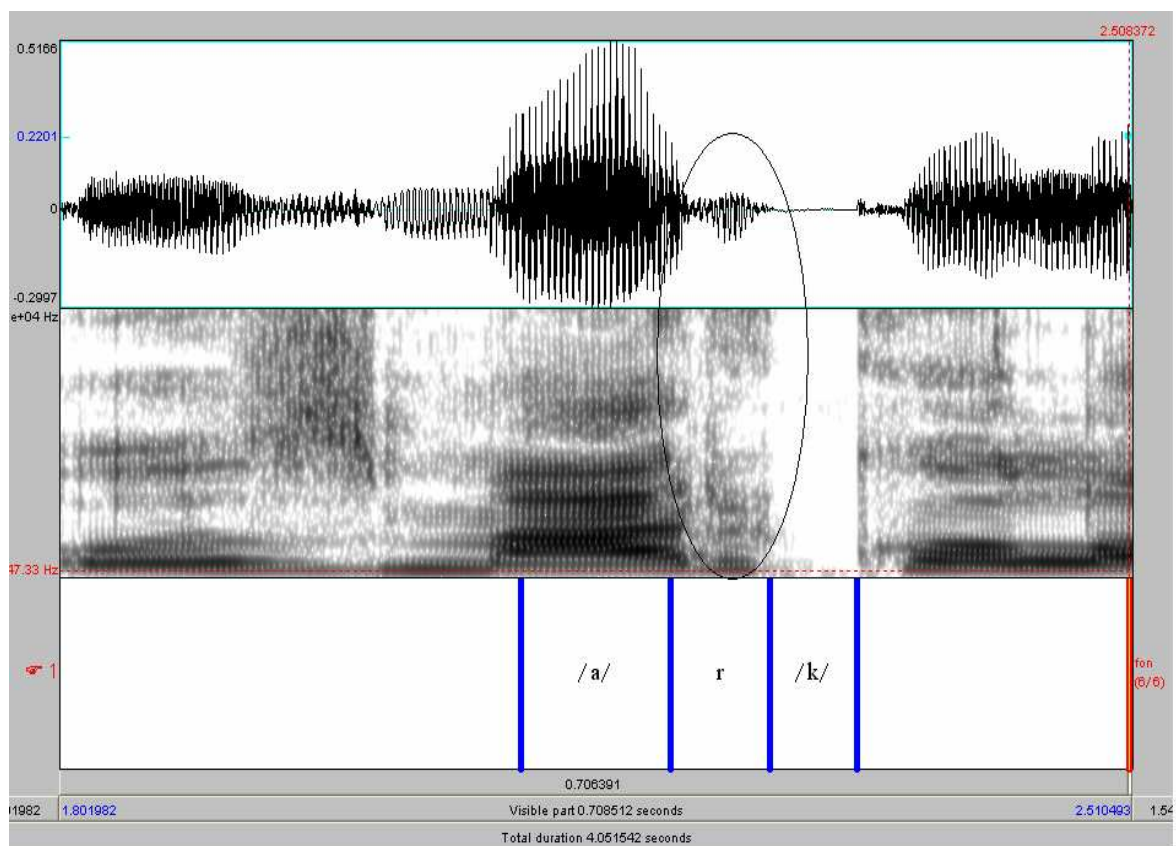 2.508372
0.5166
0.2201
0
-0.2997
e+04 Hz
47.33 Hz
/a/ r /k/
1
fon
(6/6)
0.706391
01982 1.801982 Visible part 0.708512 seconds 2.510493 1.54
Total duration 4.051542 seconds